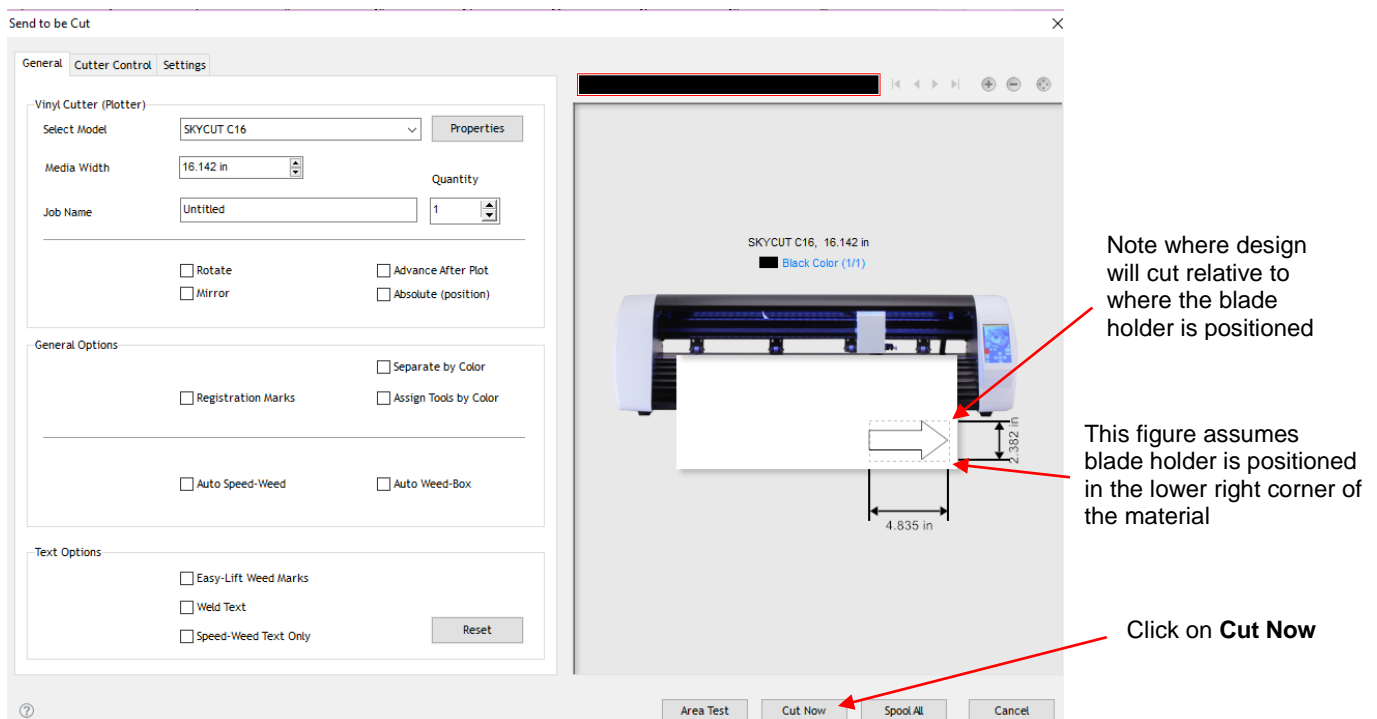 Send to be Cut
General Cutter Control Settings
Vinyl Cutter (Plotter)
Select Model SKYCUT C16 Properties
Media Width 16.142 in
Quantity
Job Name Untitled 1
Rotate Advance After Plot
Mirror Absolute (position)
General Options
Separate by Color
Registration Marks Assign Tools by Color
Auto Speed-Weed Auto Weed-Box
Text Options
Easy-Lift Weed Marks
Weld Text
Speed-Weed Text Only Reset
SKYCUT C16, 16.142 in
Black Color (1/1)
2.382 in
4.835 in
Area Test Cut Now Spool All Cancel
Note where design
will cut relative to
where the blade
holder is positioned
This figure assumes
blade holder is positioned
in the lower right corner of
the material
Click on Cut Now